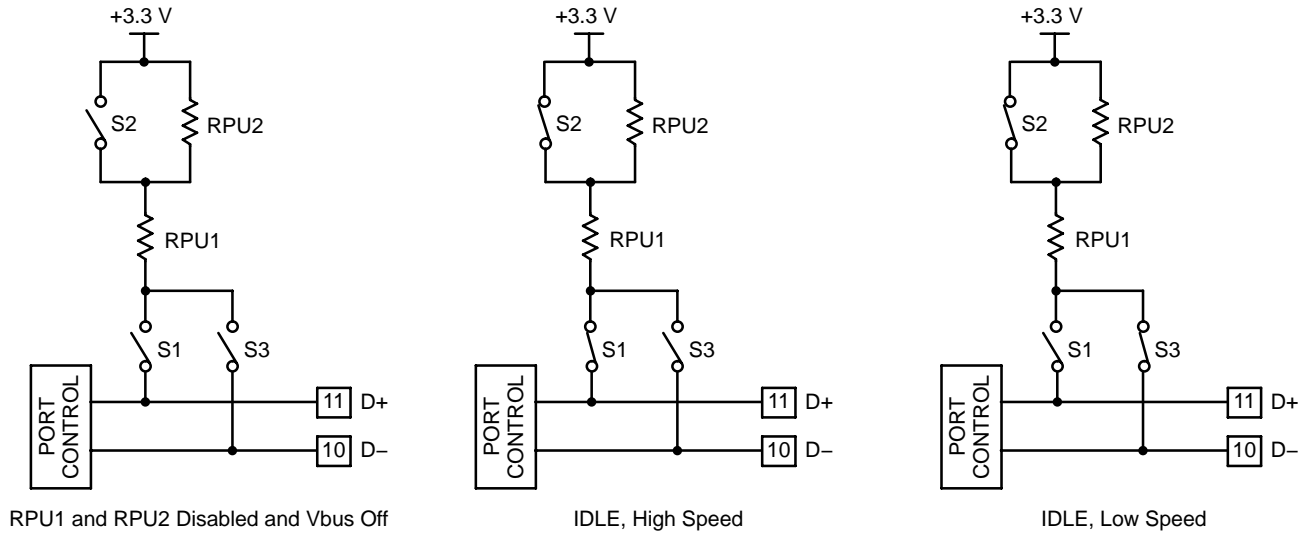 +3.3 V
S2
RPU2
RPU1
S1
S3
PORT
CONTROL
11
D+
10
D−
RPU1 and RPU2 Disabled and Vbus Off
+3.3 V
S2
RPU2
RPU1
S1
S3
PORT
CONTROL
11
D+
10
D−
IDLE, High Speed
+3.3 V
S2
RPU2
RPU1
S1
S3
PORT
CONTROL
11
D+
10
D−
IDLE, Low Speed